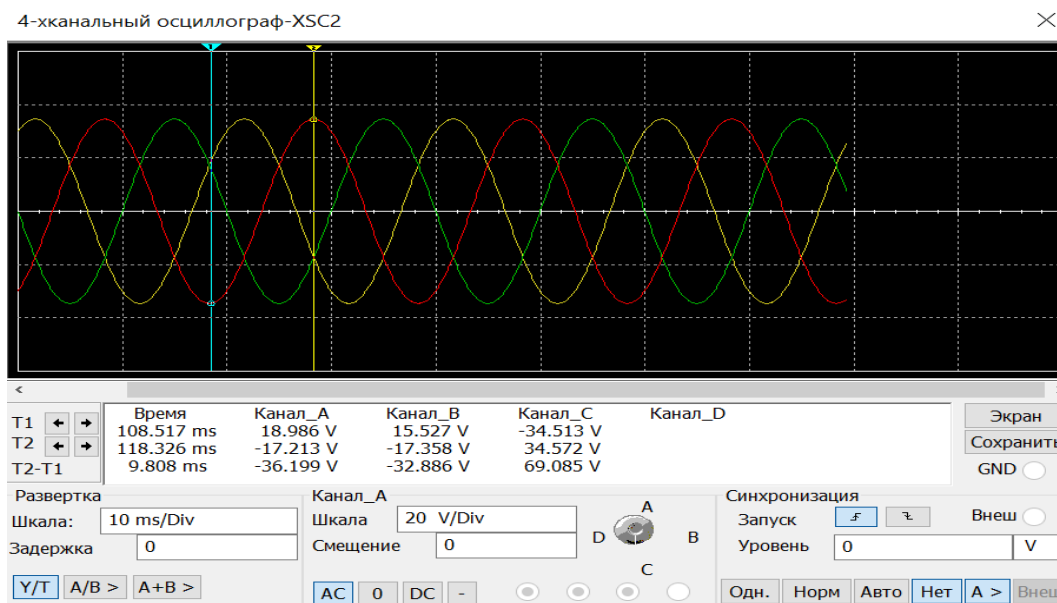 4-хканальный осциллограф-XSC2
Время Канал_A Канал_B Канал_C Канал_D
T1 108.517 ms 18.986 V 15.527 V -34.513 V
T2 118.326 ms -17.213 V -17.358 V 34.572 V
T2-T1 9.808 ms -36.199 V -32.886 V 69.085 V
Экран
Сохранить
GND
Развертка
Шкала: 10 ms/Div
Задержка 0
Y/T A/B > A+B >
Канал_A
Шкала 20 V/Div
Смещение 0
AC 0 DC -
A
D B
C
Синхронизация
Запуск Внеш
Уровень 0 V
Одн. Норм Авто Нет A > Внеш